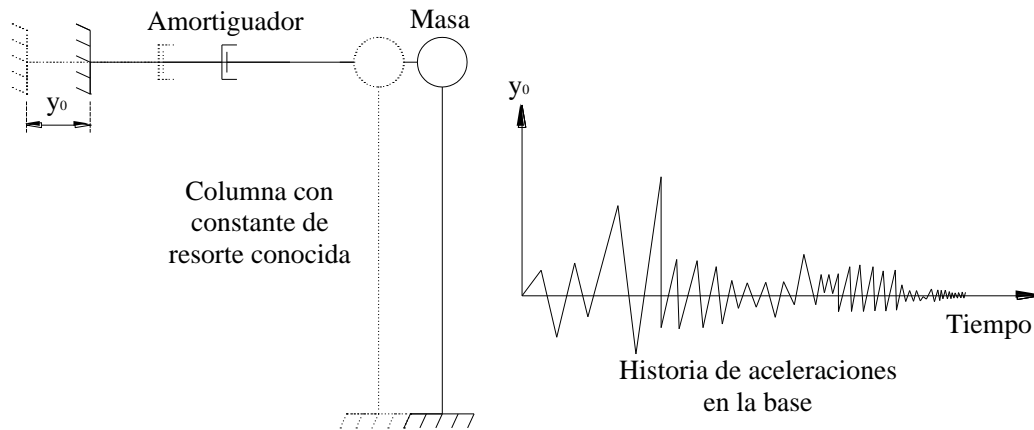 Amortiguador
Masa
y0
Columna con
constante de
resorte conocida
y0
Tiempo
Historia de aceleraciones
en la base